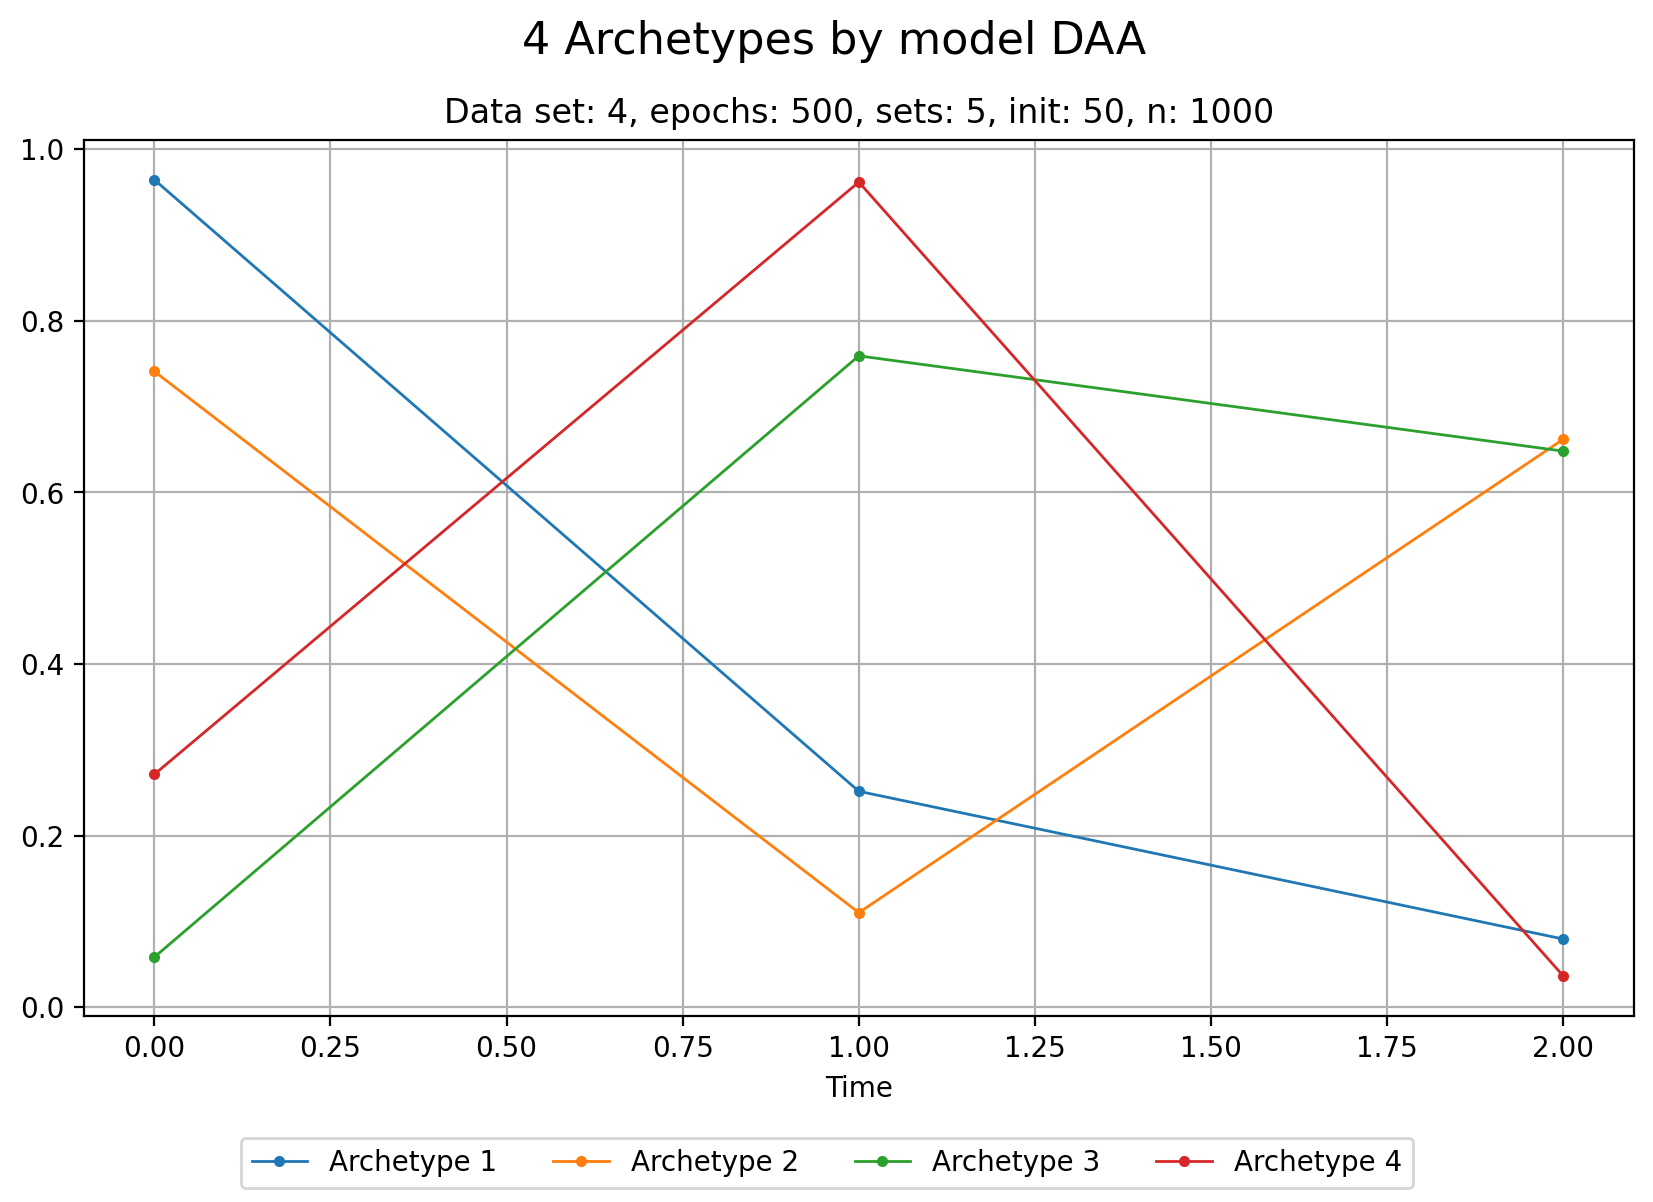 4 Archetypes by model DAA
Data set: 4, epochs: 500, sets: 5, init: 50, n: 1000
1.0
0.8
0.6
0.4
0.2
0.0
0.00 0.25 0.50 0.75 1.00 1.25 1.50 1.75 2.00
Time
Archetype 1 Archetype 2 Archetype 3 Archetype 4